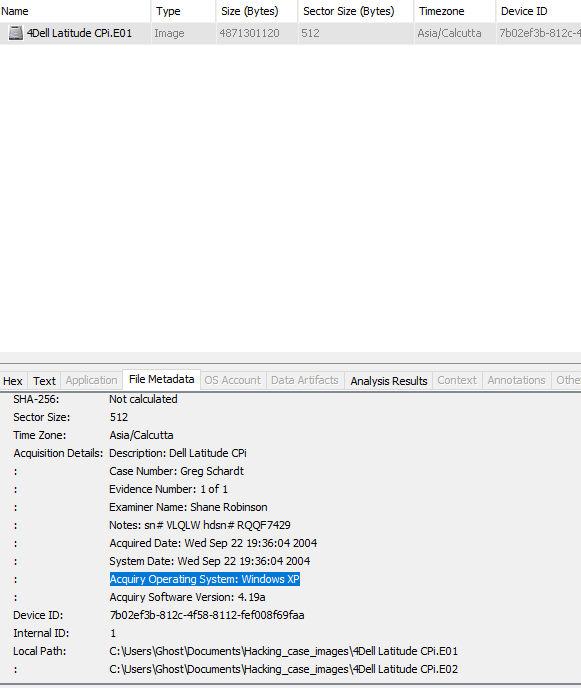 Name Type Size (Bytes) Sector Size (Bytes) Timezone Device ID
4Dell Latitude CPi.E01 Image 4871301120 512 Asia/Calcutta 7b02ef3b-812c-4
Hex Text Application File Metadata OS Account Data Artifacts Analysis Results Context Annotations Othe
SHA-256: Not calculated
Sector Size: 512
Time Zone: Asia/Calcutta
Acquisition Details: Description: Dell Latitude CPi
: Case Number: Greg Schardt
: Evidence Number: 1 of 1
: Examiner Name: Shane Robinson
: Notes: sn# VLQLW hdsn# RQQF7429
: Acquired Date: Wed Sep 22 19:36:04 2004
: System Date: Wed Sep 22 19:36:04 2004
: Acquiry Operating System: Windows XP
: Acquiry Software Version: 4.19a
Device ID: 7b02ef3b-812c-4f58-8112-fef008f69faa
Internal ID: 1
Local Path: C:\Users\Ghost\Documents\Hacking_case_images\4Dell Latitude CPi.E01
: C:\Users\Ghost\Documents\Hacking_case_images\4Dell Latitude CPi.E02